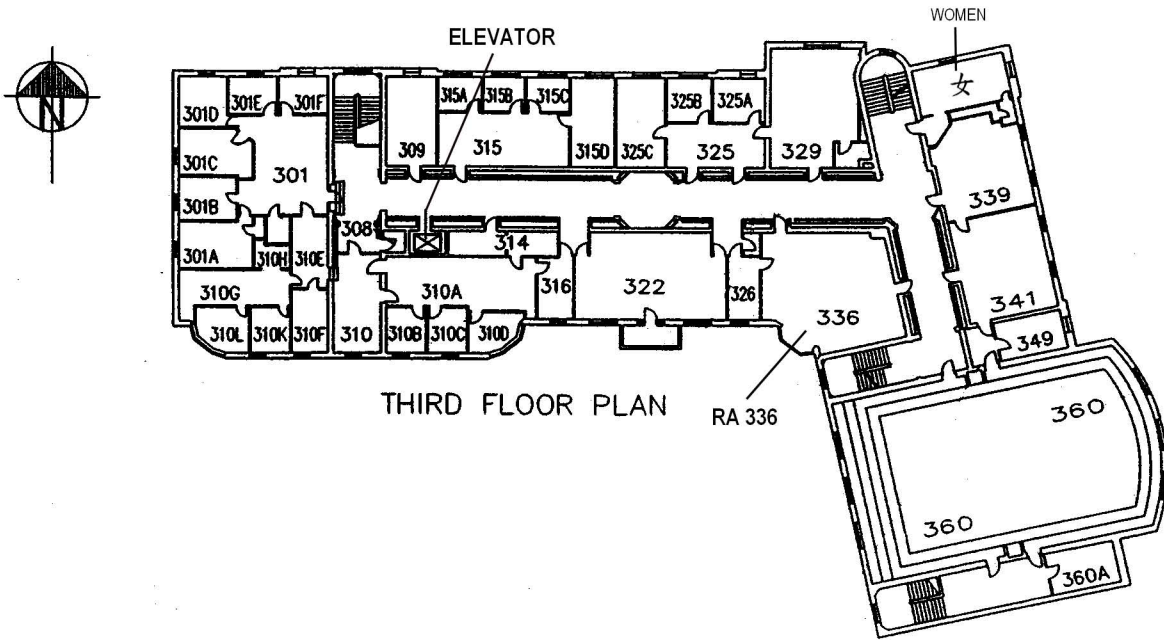 WOMEN
ELEVATOR
N
女
301D
301E
301F
315A
315B
315C
325B
325A
301C
301
309
315
315D
325C
325
329
339
301B
308
314
301A
310H
310E
310G
310A
316
322
326
336
341
310L
310K
310F
310
310B
310C
310D
349
THIRD FLOOR PLAN
RA 336
360
360
360A